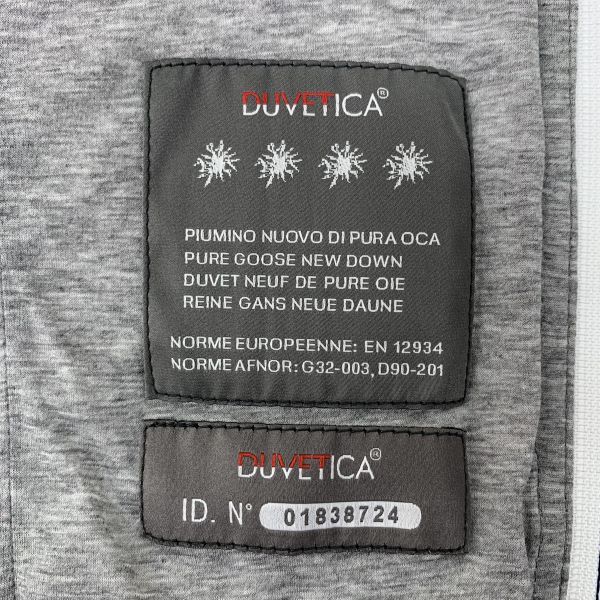 DUVETICA®
PIUMINO NUOVO DI PURA OCA
PURE GOOSE NEW DOWN
DUVET NEUF DE PURE OIE
REINE GANS NEUE DAUNE
NORME EUROPEENNE: EN 12934
NORME AFNOR: G32-003, D90-201
DUVETICA®
ID. N° 01838724